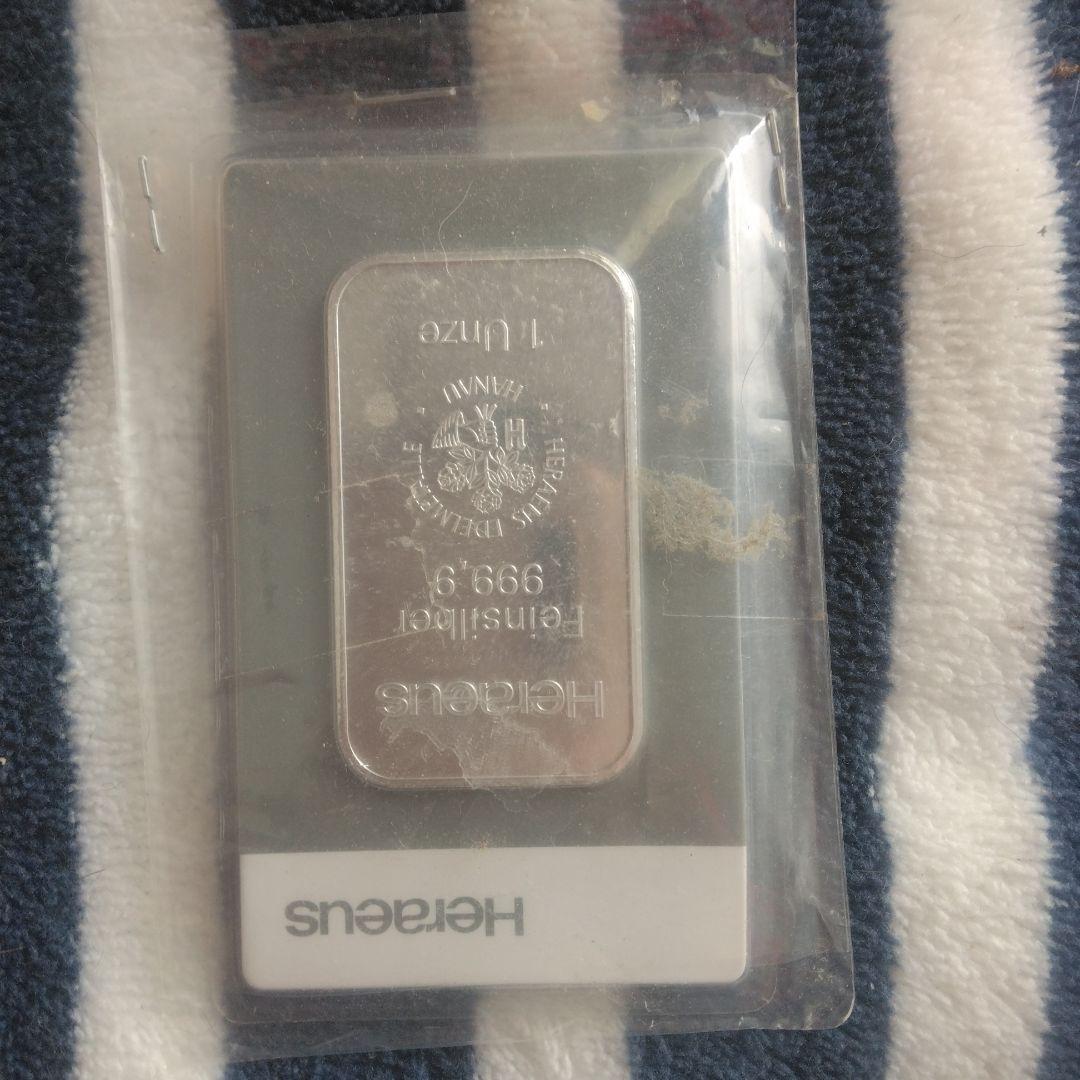 Heraeus
Heraeus
Feinsilber
999,9
HERAEUS EDELMETALLE
HANAU
H
1 Unze